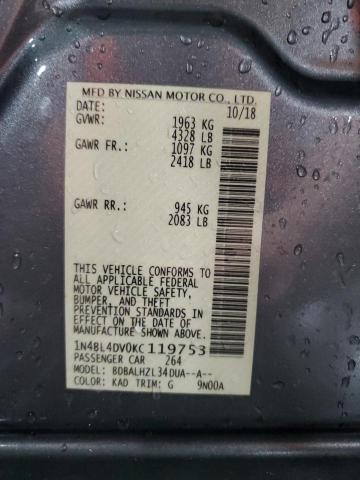 MFD BY NISSAN MOTOR CO., LTD.
DATE: 10/18
GVWR: 1963 KG
4328 LB
GAWR FR.: 1097 KG
2418 LB
GAWR RR.: 945 KG
2083 LB
THIS VEHICLE CONFORMS TO
ALL APPLICABLE FEDERAL
MOTOR VEHICLE SAFETY,
BUMPER, AND THEFT
PREVENTION STANDARDS IN
EFFECT ON THE DATE OF
MANUFACTURE SHOWN ABOVE.
1N4BL4DV0KC119753
PASSENGER CAR 264
MODEL: BDBALHZL34DUA--A--
COLOR: KAD TRIM: G 9N00A